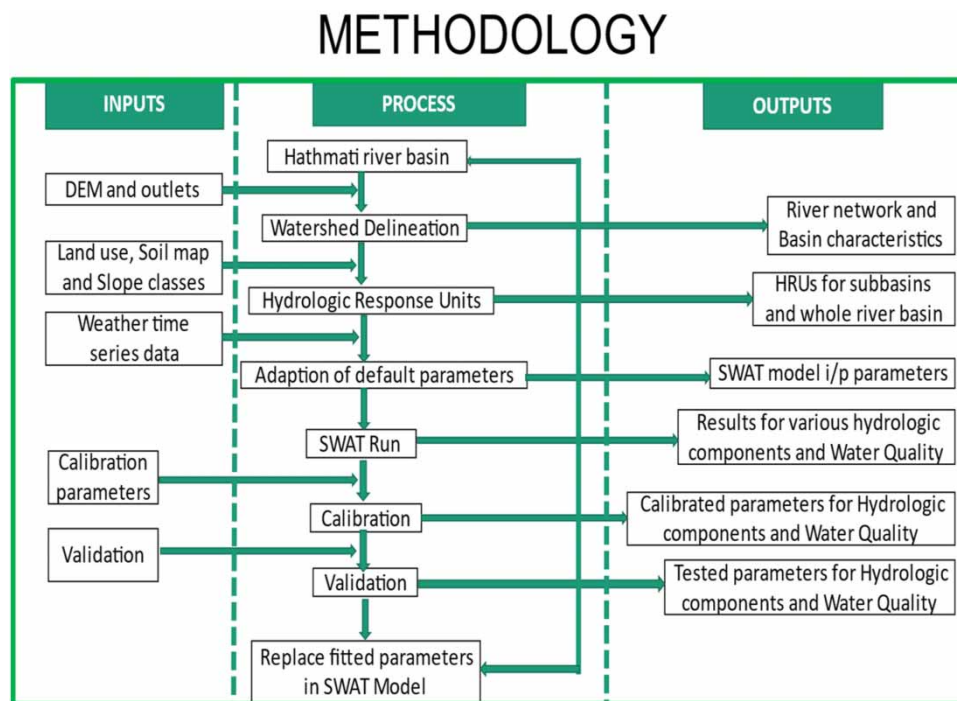 METHODOLOGY
INPUTS
PROCESS
OUTPUTS
Hathmati river basin
DEM and outlets
Watershed Delineation
River network and
Basin characteristics
Land use, Soil map
and Slope classes
Hydrologic Response Units
HRUs for subbasins
and whole river basin
Weather time
series data
Adaption of default parameters
SWAT model i/p parameters
SWAT Run
Results for various hydrologic
components and Water Quality
Calibration
parameters
Calibration
Calibrated parameters for Hydrologic
components and Water Quality
Validation
Validation
Tested parameters for Hydrologic
components and Water Quality
Replace fitted parameters
in SWAT Model